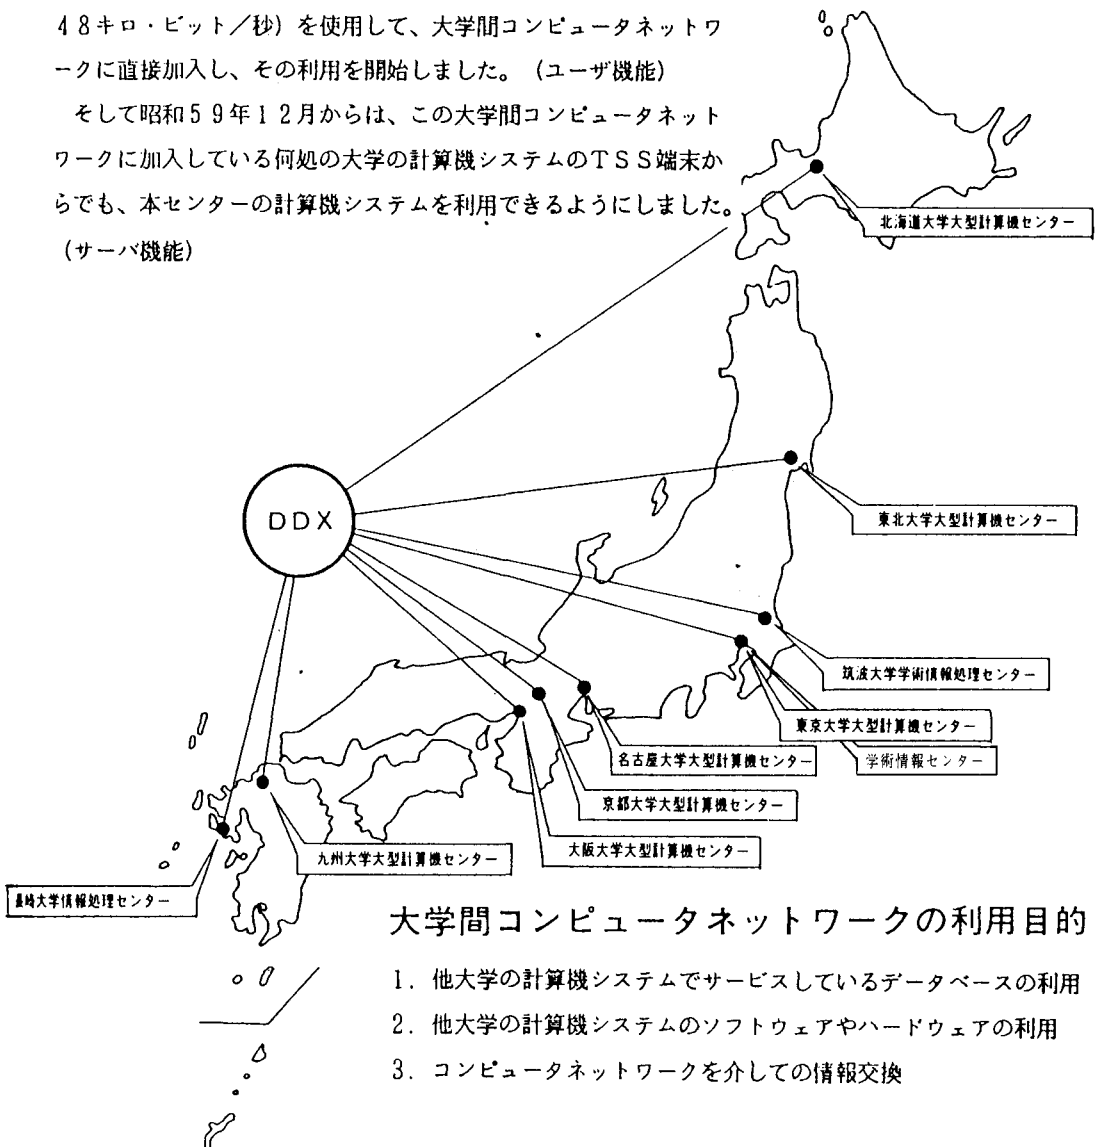 48キロ・ビット/秒)を使用して、大学間コンピュータネットワ
ークに直接加入し、その利用を開始しました。(ユーザ機能)
そして昭和59年12月からは、この大学間コンピュータネット
ワークに加入している何処の大学の計算機システムのTSS端末か
らでも、本センターの計算機システムを利用できるようにしました。
(サーバ機能)
北海道大学大型計算機センター
DDX
東北大学大型計算機センター
筑波大学学術情報処理センター
東京大学大型計算機センター
学術情報センター
名古屋大学大型計算機センター
京都大学大型計算機センター
大阪大学大型計算機センター
九州大学大型計算機センター
長崎大学情報処理センター
大学間コンピュータネットワークの利用目的
1.他大学の計算機システムでサービスしているデータベースの利用
2.他大学の計算機システムのソフトウェアやハードウェアの利用
3.コンピュータネットワークを介しての情報交換